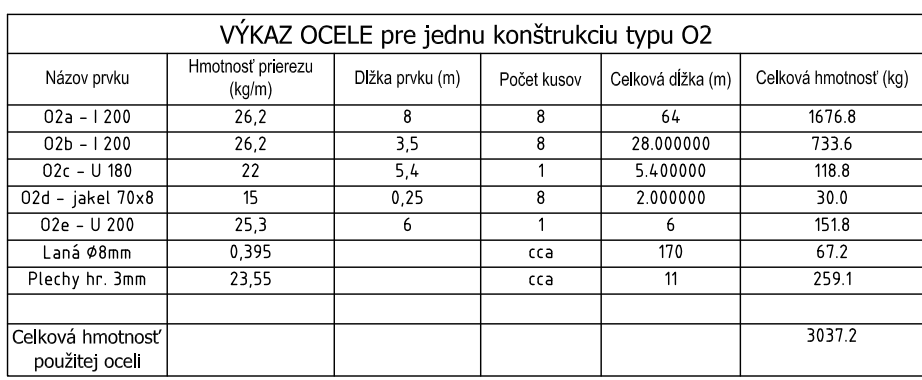 VÝKAZ OCELE pre jednu konštrukciu typu O2
Názov prvku Hmotnosť prierezu (kg/m) Dĺžka prvku (m) Počet kusov Celková dĺžka (m) Celková hmotnosť (kg)
O2a - I 200 26,2 8 8 64 1676.8
O2b - I 200 26,2 3,5 8 28.000000 733.6
O2c - U 180 22 5,4 1 5.400000 118.8
O2d - jakel 70x8 15 0,25 8 2.000000 30.0
O2e - U 200 25,3 6 1 6 151.8
Laná Ø8mm 0,395 cca 170 67.2
Plechy hr. 3mm 23,55 cca 11 259.1
Celková hmotnosť použitej oceli 3037.2